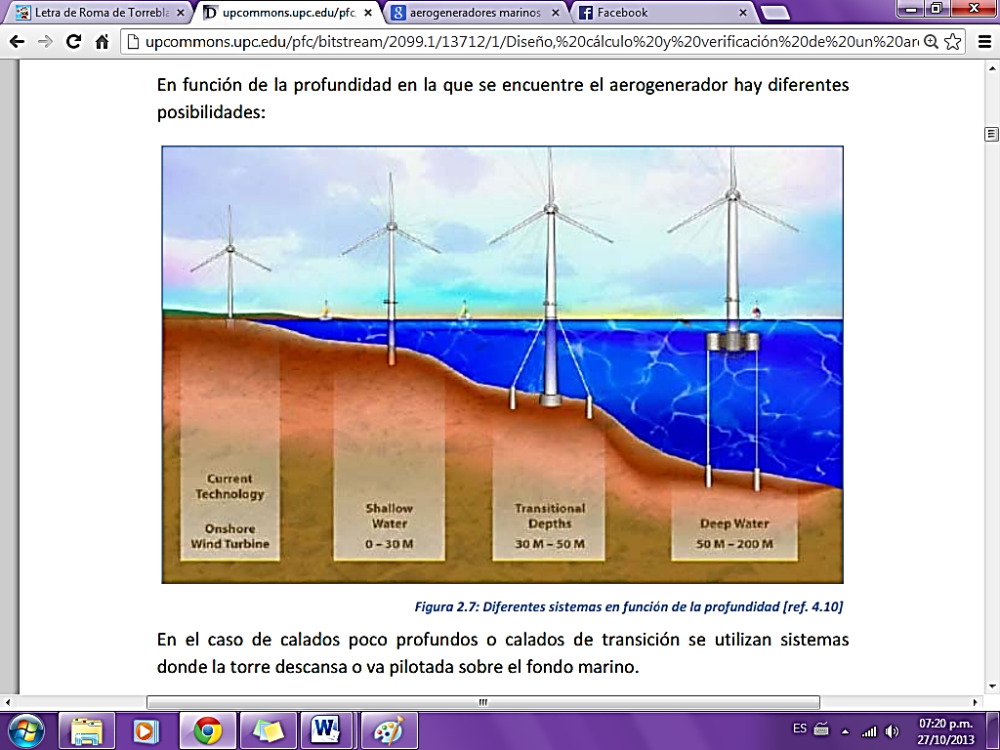 Letra de Roma de Torrebla
upcommons.upc.edu/pfc
aerogeneradores marinos
Facebook
upcommons.upc.edu/pfc/bitstream/2099.1/13712/1/Diseño,%20cálculo%20y%20verificación%20de%20un%20are
En función de la profundidad en la que se encuentre el aerogenerador hay diferentes
posibilidades:
Current
Technology
Onshore
Wind Turbine
Shallow
Water
0 – 30 M
Transitional
Depths
30 M – 50 M
Deep Water
50 M – 200 M
Figura 2.7: Diferentes sistemas en función de la profundidad [ref. 4.10]
En el caso de calados poco profundos o calados de transición se utilizan sistemas
donde la torre descansa o va pilotada sobre el fondo marino.
ES
07:20 p.m.
27/10/2013